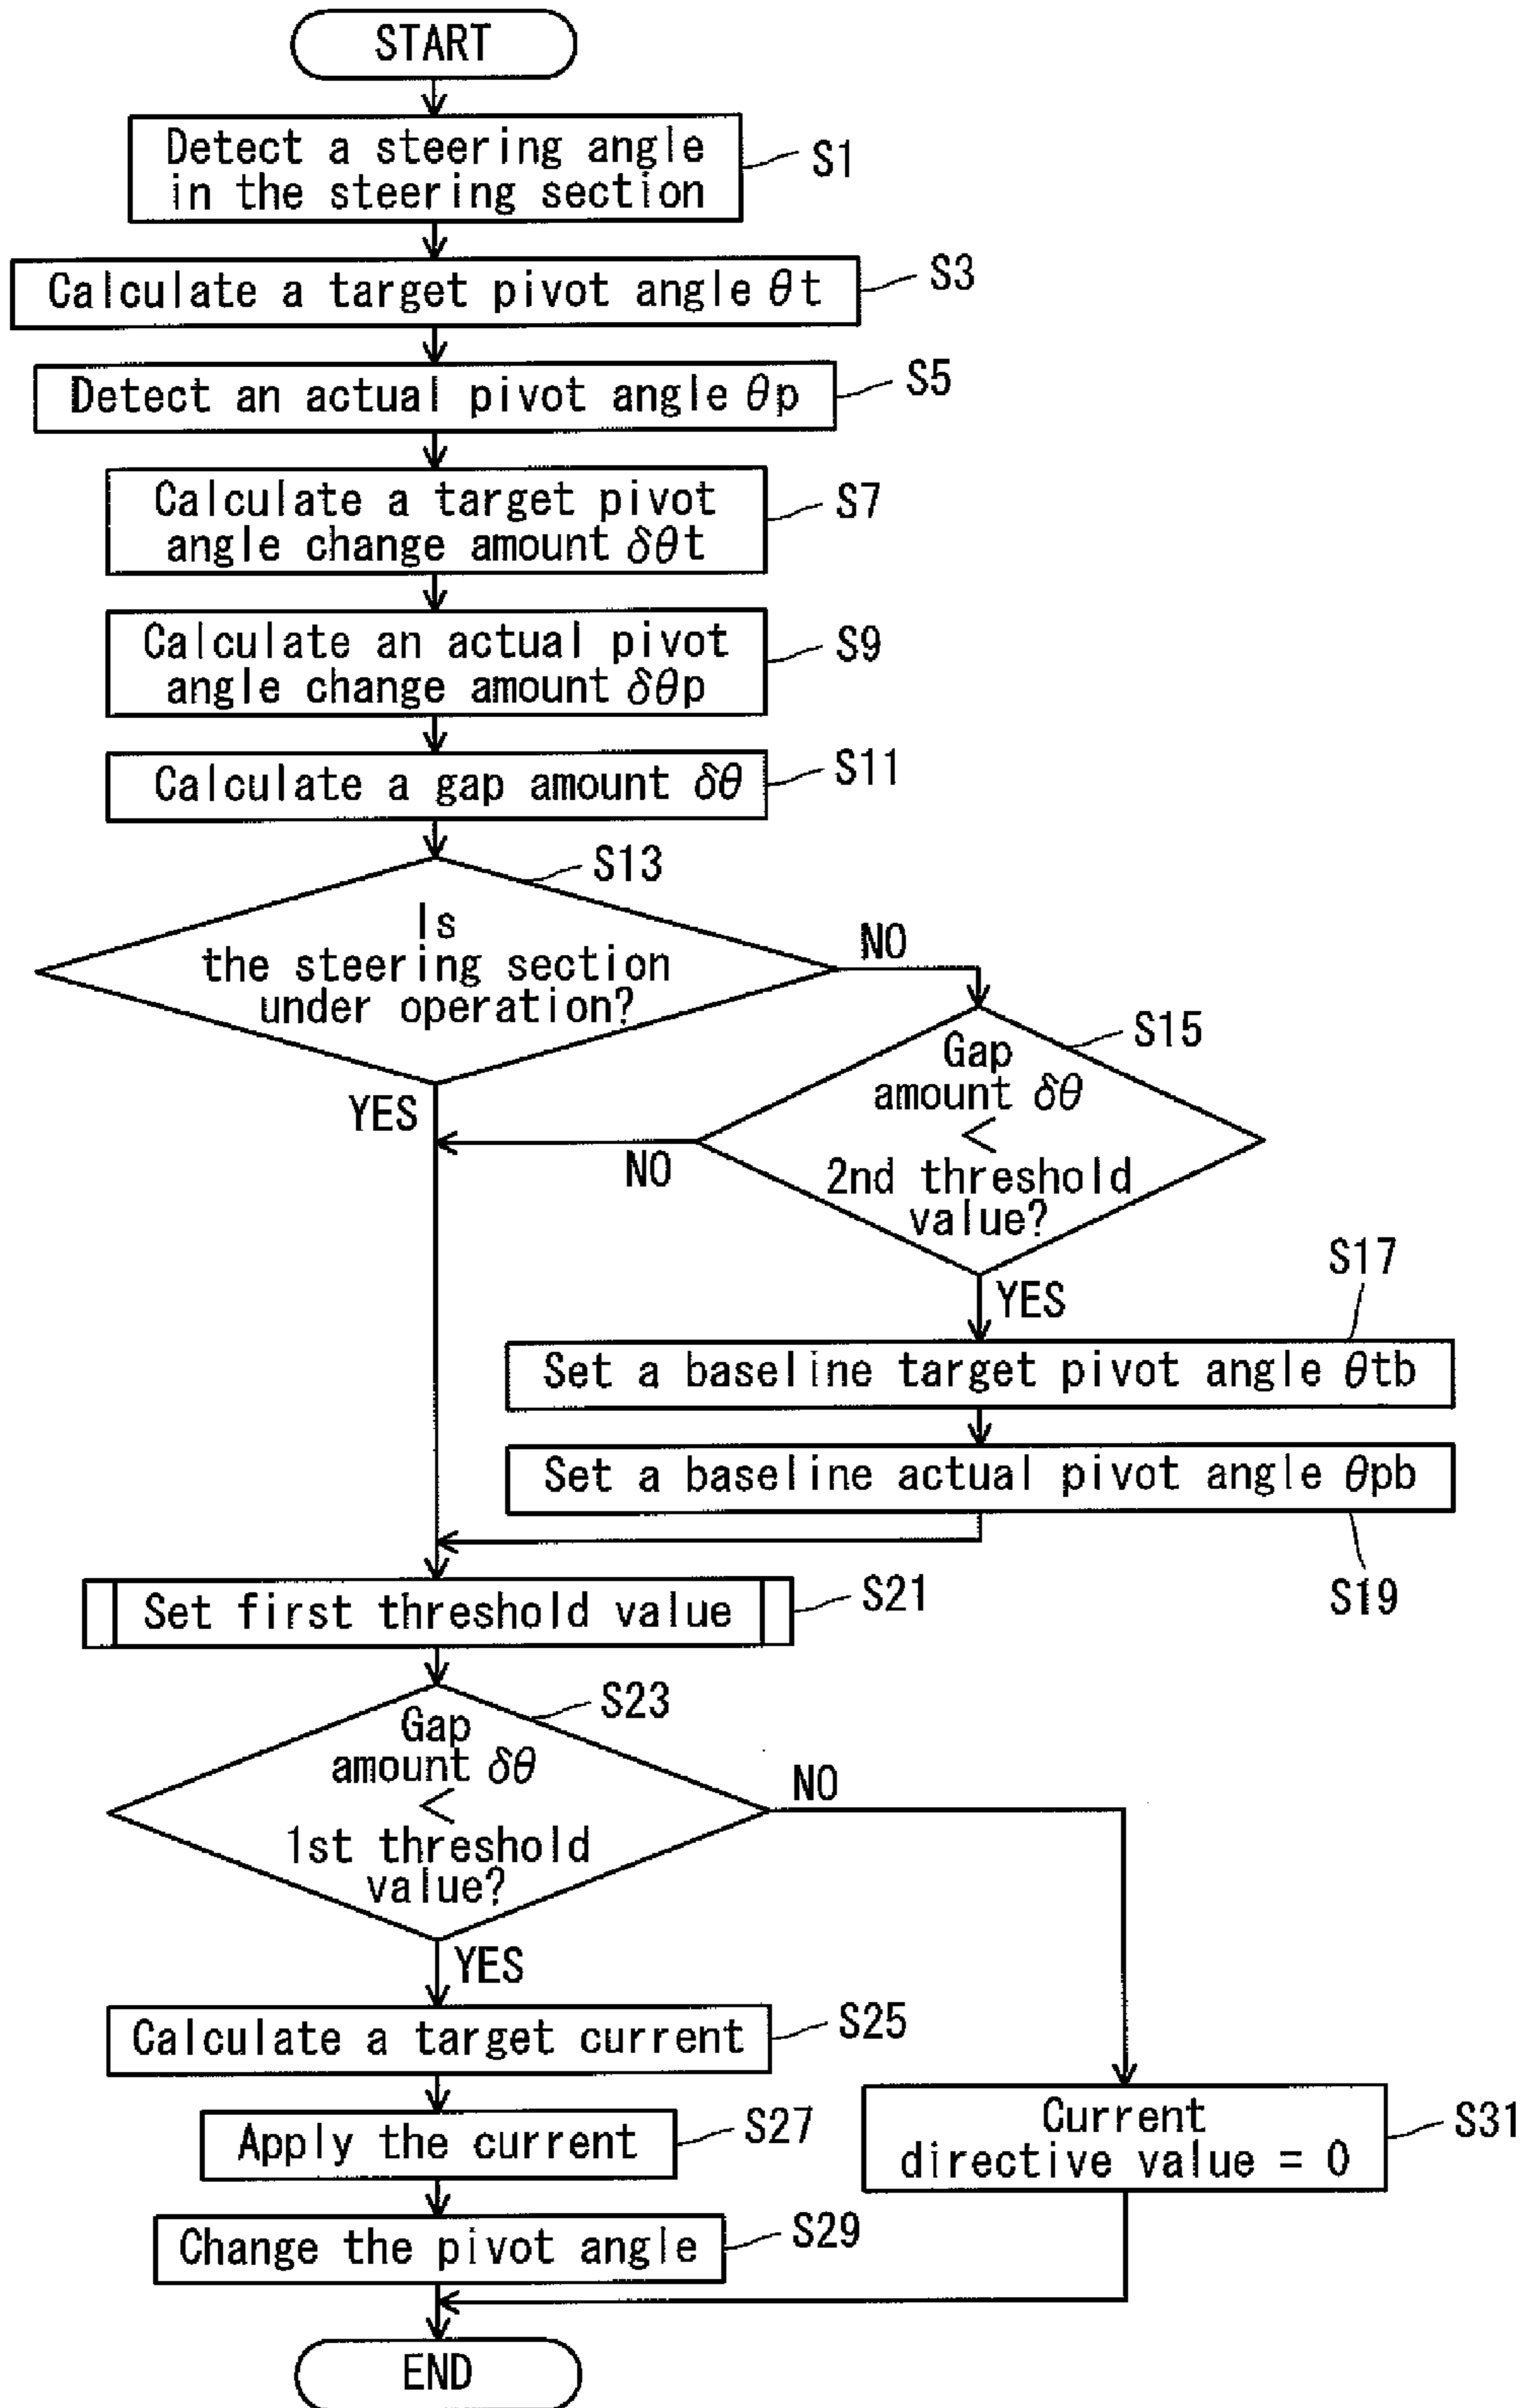 START
Detect a steering angle
in the steering section
S1
Calculate a target pivot angle θt
S3
Detect an actual pivot angle θp
S5
Calculate a target pivot
angle change amount δθt
S7
Calculate an actual pivot
angle change amount δθp
S9
Calculate a gap amount δθ
S11
S13
Is
the steering section
under operation?
NO
YES
S15
Gap
amount δθ
<
2nd threshold
value?
NO
YES
S17
Set a baseline target pivot angle θtb
Set a baseline actual pivot angle θpb
S19
Set first threshold value
S21
S23
Gap
amount δθ
<
1st threshold
value?
NO
YES
Calculate a target current
S25
Apply the current
S27
Current
directive value = 0
S31
Change the pivot angle
S29
END